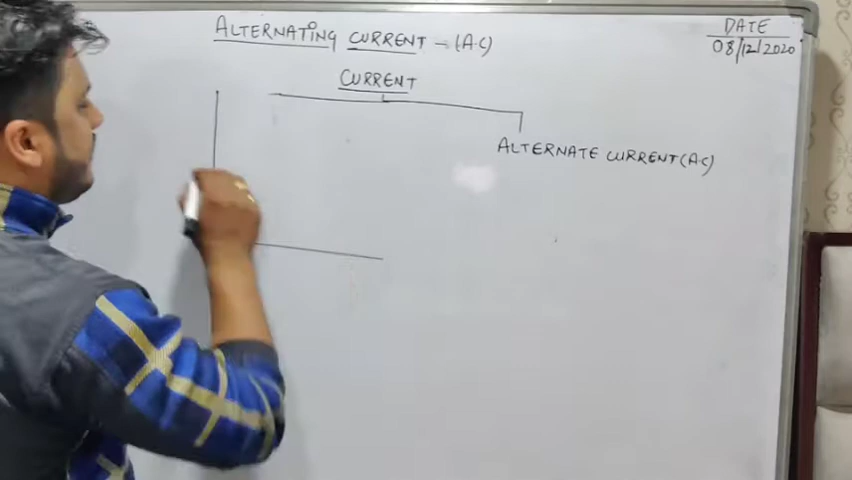 ALTERNATING CURRENT - (A.C)
DATE
08/12/2020
CURRENT
ALTERNATE CURRENT(A.C)